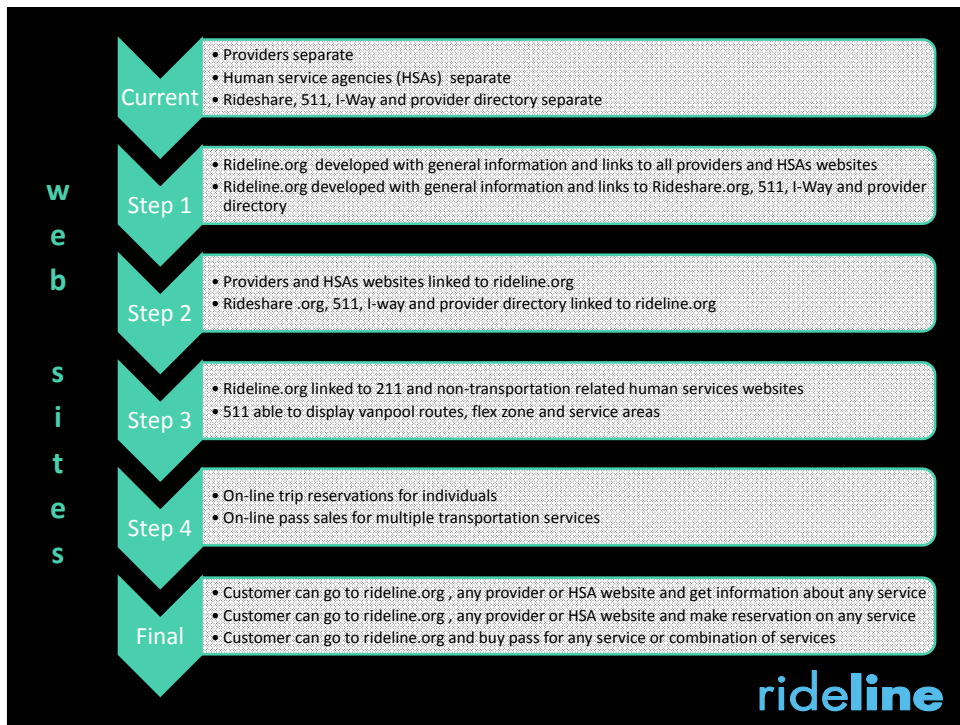 web sites
Current
• Providers separate
• Human service agencies (HSAs) separate
• Rideshare, 511, I-Way and provider directory separate
Step 1
• Rideline.org developed with general information and links to all providers and HSAs websites
• Rideline.org developed with general information and links to Rideshare.org, 511, I-Way and provider
directory
Step 2
• Providers and HSAs websites linked to rideline.org
• Rideshare .org, 511, I-way and provider directory linked to rideline.org
Step 3
• Rideline.org linked to 211 and non-transportation related human services websites
• 511 able to display vanpool routes, flex zone and service areas
Step 4
• On-line trip reservations for individuals
• On-line pass sales for multiple transportation services
Final
• Customer can go to rideline.org , any provider or HSA website and get information about any service
• Customer can go to rideline.org , any provider or HSA website and make reservation on any service
• Customer can go to rideline.org and buy pass for any service or combination of services
rideline